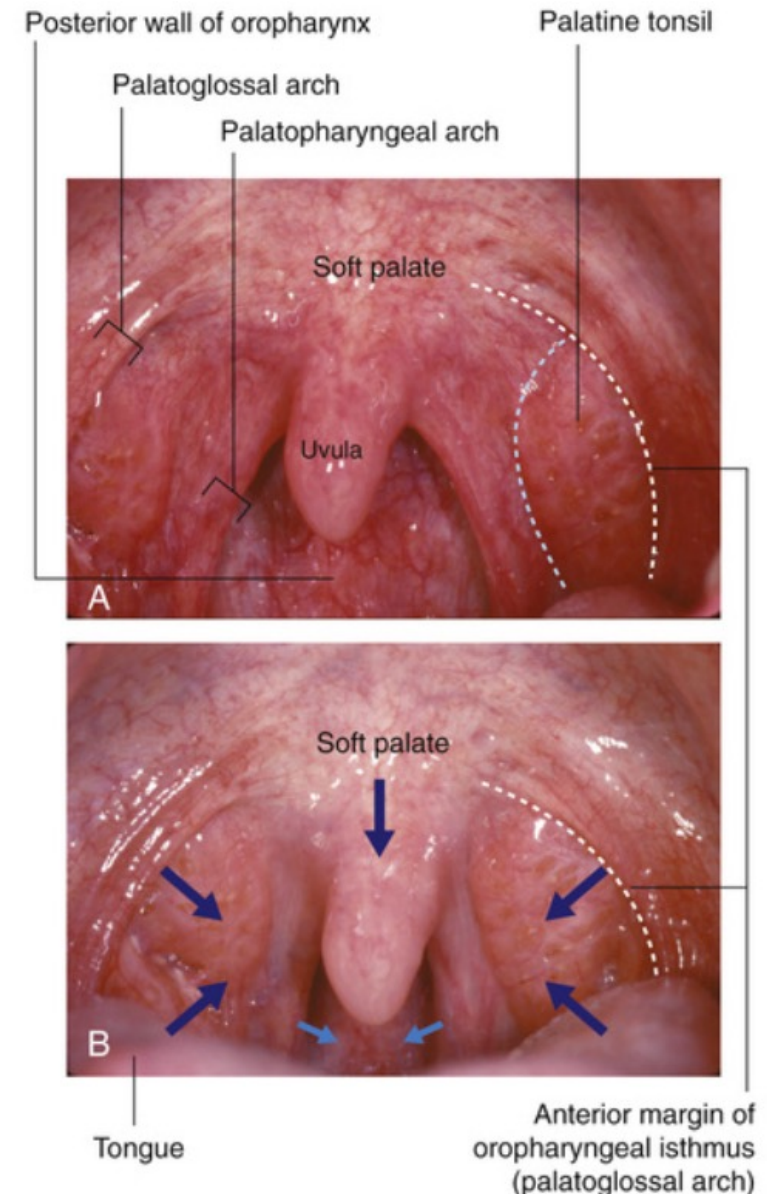 Posterior wall of oropharynx
Palatine tonsil
Palatoglossal arch
Palatopharyngeal arch
Soft palate
Uvula
A
Soft palate
B
Tongue
Anterior margin of
oropharyngeal isthmus
(palatoglossal arch)